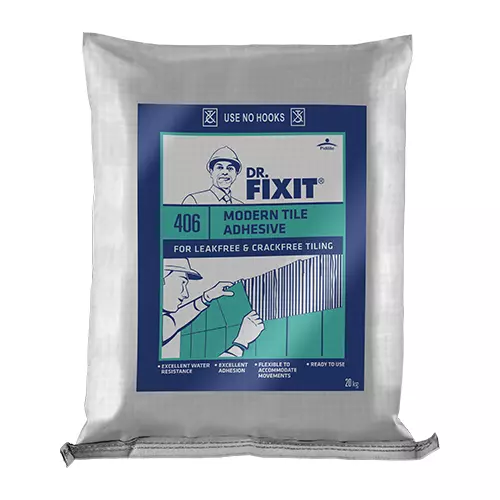 USE NO HOOKS
Pidilite
DR.
FIXIT®
406
MODERN TILE
ADHESIVE
FOR LEAKFREE & CRACKFREE TILING
• EXCELLENT WATER
RESISTANCE
• EXCELLENT
ADHESION
• FLEXIBLE TO
ACCOMMODATE
MOVEMENTS
• READY TO USE
20 kg